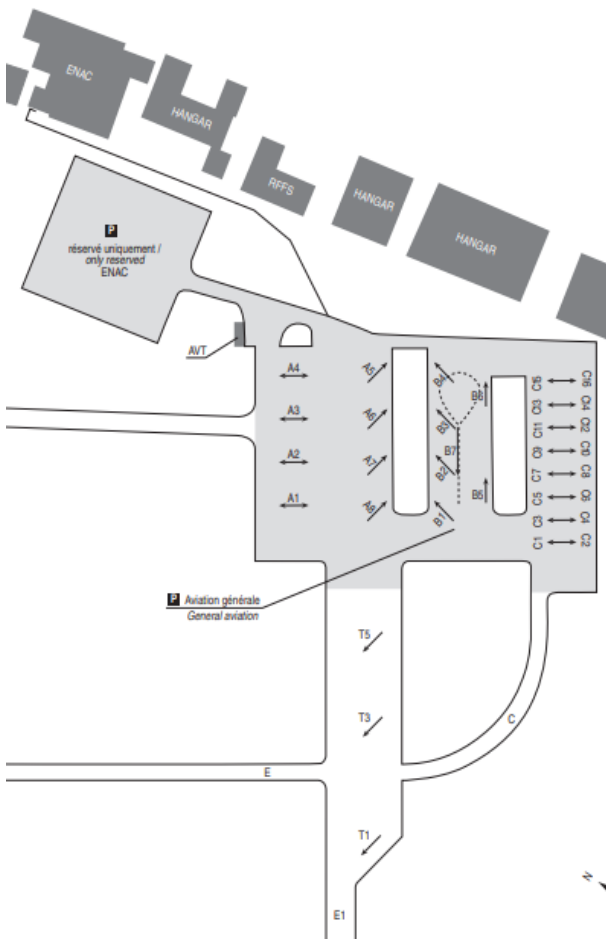 ENAC
HANGAR
RFFS
HANGAR
HANGAR
P
réservé uniquement /
only reserved
ENAC
AVT
A4
A3
A2
A1
A5
A6
A7
A8
B4
B3
B2
B1
B7
B6
B5
C15 C16
C13 C14
C11 C12
C9 C10
C7 C8
C5 C6
C3 C4
C1 C2
P Aviation générale
General aviation
T5
T3
C
E
T1
E1
N